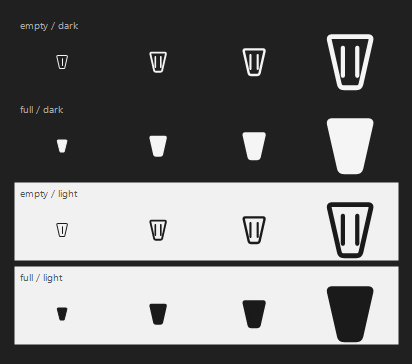 empty / dark
full / dark
empty / light
full / light